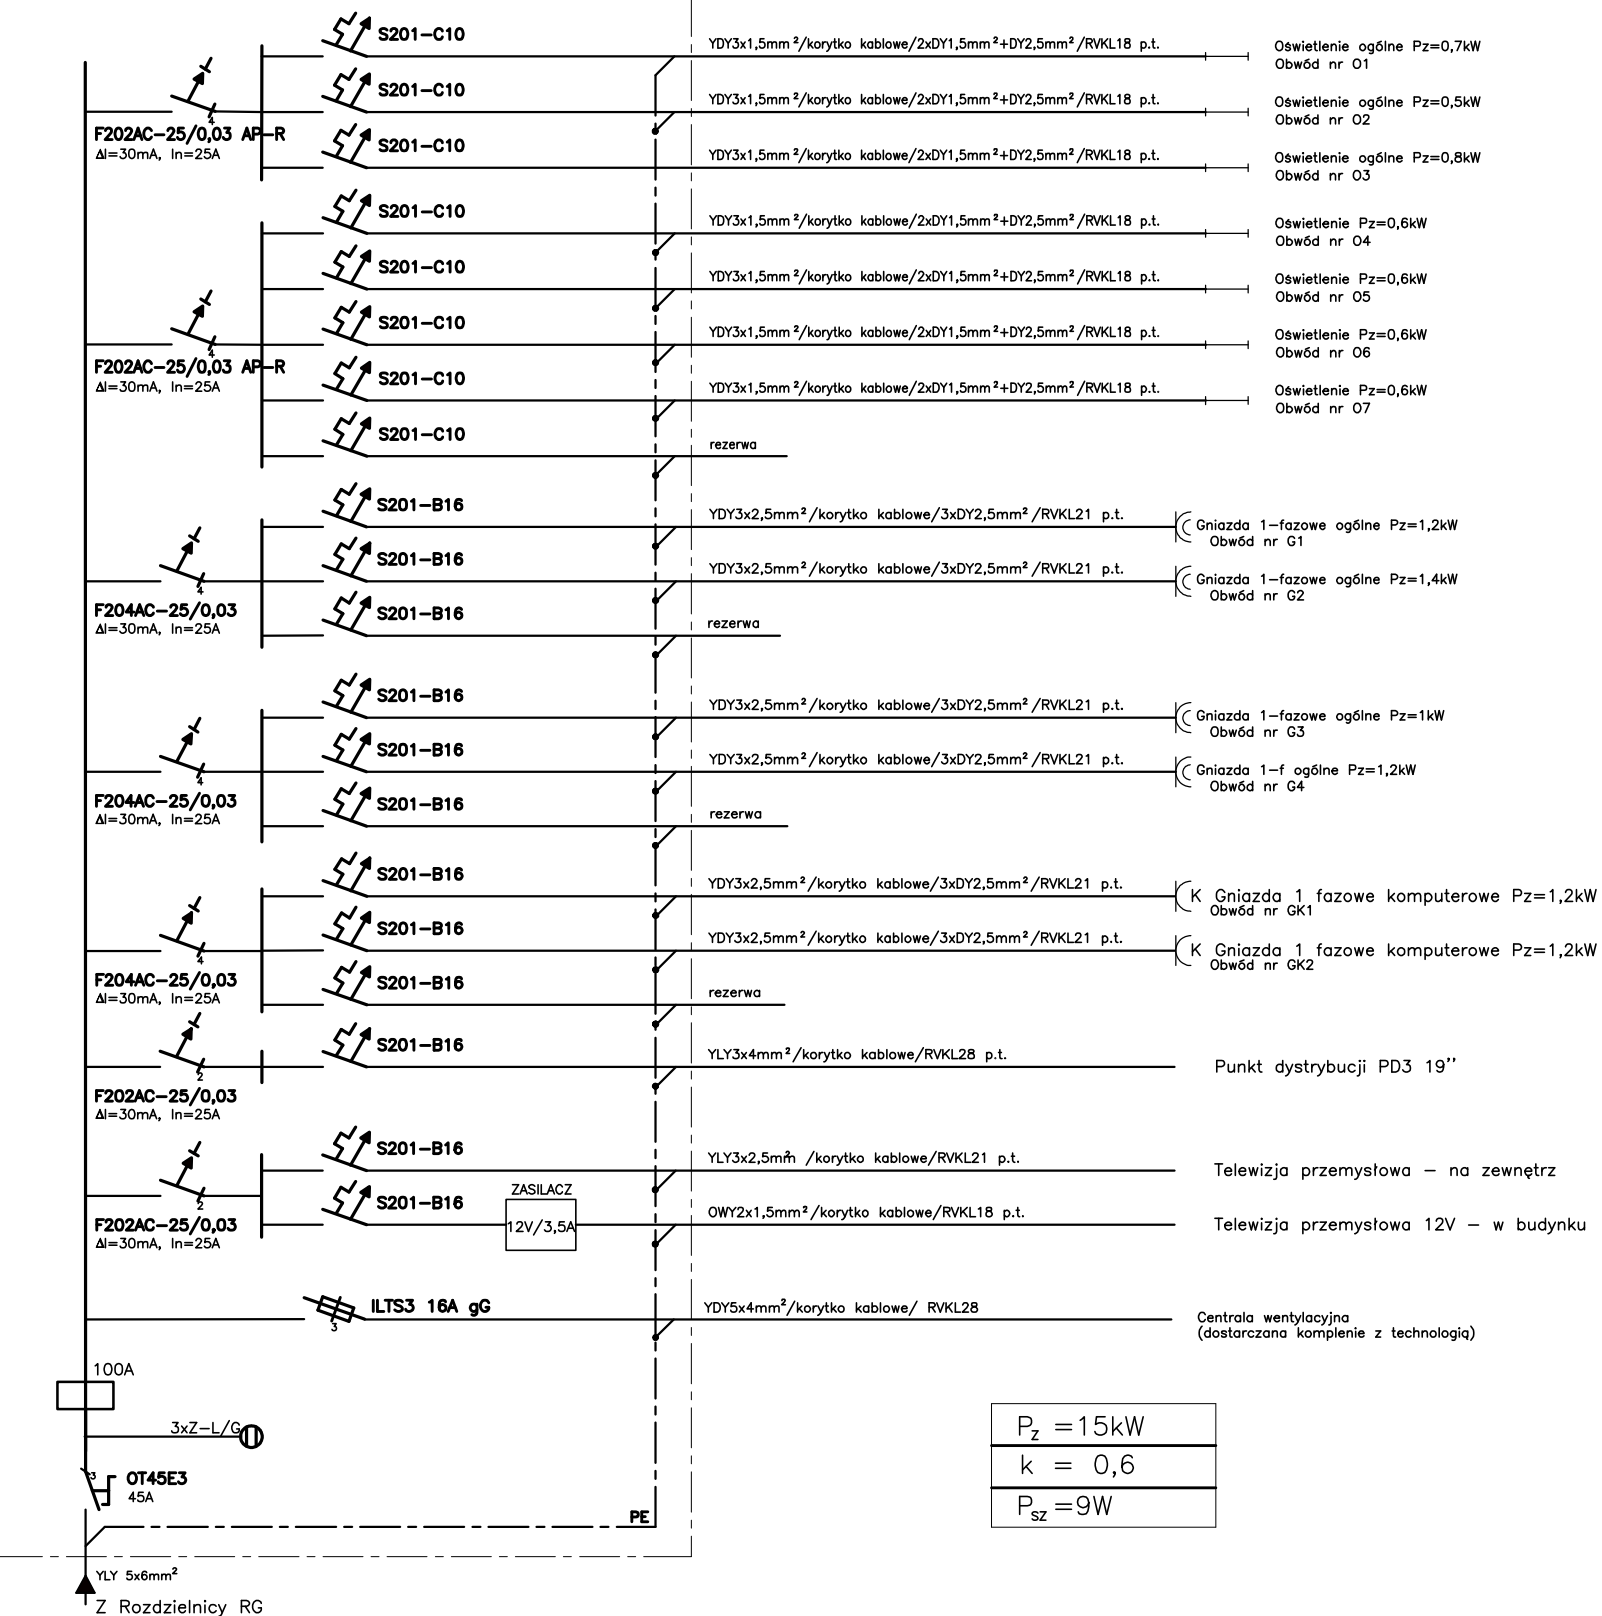 S201-C10
YDY3x1,5mm²/korytko kablowe/2xDY1,5mm²+DY2,5mm²/RVKL18 p.t.
Oświetlenie ogólne Pz=0,7kW
Obwód nr O1
S201-C10
YDY3x1,5mm²/korytko kablowe/2xDY1,5mm²+DY2,5mm²/RVKL18 p.t.
Oświetlenie ogólne Pz=0,5kW
Obwód nr O2
4
F202AC-25/0,03 AP-R
ΔI=30mA, In=25A
S201-C10
YDY3x1,5mm²/korytko kablowe/2xDY1,5mm²+DY2,5mm²/RVKL18 p.t.
Oświetlenie ogólne Pz=0,8kW
Obwód nr O3
S201-C10
YDY3x1,5mm²/korytko kablowe/2xDY1,5mm²+DY2,5mm²/RVKL18 p.t.
Oświetlenie Pz=0,6kW
Obwód nr O4
S201-C10
YDY3x1,5mm²/korytko kablowe/2xDY1,5mm²+DY2,5mm²/RVKL18 p.t.
Oświetlenie Pz=0,6kW
Obwód nr O5
S201-C10
YDY3x1,5mm²/korytko kablowe/2xDY1,5mm²+DY2,5mm²/RVKL18 p.t.
Oświetlenie Pz=0,6kW
Obwód nr O6
4
F202AC-25/0,03 AP-R
ΔI=30mA, In=25A
S201-C10
YDY3x1,5mm²/korytko kablowe/2xDY1,5mm²+DY2,5mm²/RVKL18 p.t.
Oświetlenie Pz=0,6kW
Obwód nr O7
S201-C10
rezerwa
S201-B16
YDY3x2,5mm²/korytko kablowe/3xDY2,5mm²/RVKL21 p.t.
Gniazda 1-fazowe ogólne Pz=1,2kW
Obwód nr G1
S201-B16
YDY3x2,5mm²/korytko kablowe/3xDY2,5mm²/RVKL21 p.t.
Gniazda 1-fazowe ogólne Pz=1,4kW
Obwód nr G2
4
F204AC-25/0,03
ΔI=30mA, In=25A
S201-B16
rezerwa
S201-B16
YDY3x2,5mm²/korytko kablowe/3xDY2,5mm²/RVKL21 p.t.
Gniazda 1-fazowe ogólne Pz=1kW
Obwód nr G3
S201-B16
YDY3x2,5mm²/korytko kablowe/3xDY2,5mm²/RVKL21 p.t.
Gniazda 1-f ogólne Pz=1,2kW
Obwód nr G4
4
F204AC-25/0,03
ΔI=30mA, In=25A
S201-B16
rezerwa
S201-B16
YDY3x2,5mm²/korytko kablowe/3xDY2,5mm²/RVKL21 p.t.
K Gniazda 1 fazowe komputerowe Pz=1,2kW
Obwód nr GK1
S201-B16
YDY3x2,5mm²/korytko kablowe/3xDY2,5mm²/RVKL21 p.t.
K Gniazda 1 fazowe komputerowe Pz=1,2kW
Obwód nr GK2
4
F204AC-25/0,03
ΔI=30mA, In=25A
S201-B16
rezerwa
S201-B16
YLY3x4mm²/korytko kablowe/RVKL28 p.t.
Punkt dystrybucji PD3 19''
2
F202AC-25/0,03
ΔI=30mA, In=25A
S201-B16
YLY3x2,5mm² /korytko kablowe/RVKL21 p.t.
Telewizja przemysłowa - na zewnętrz
2
F202AC-25/0,03
ΔI=30mA, In=25A
S201-B16
ZASILACZ
12V/3,5A
OWY2x1,5mm²/korytko kablowe/RVKL18 p.t.
Telewizja przemysłowa 12V - w budynku
ILTS3 16A gG
3
YDY5x4mm²/korytko kablowe/ RVKL28
Centrala wentylacyjna
(dostarczana komplenie z technologią)
100A
3xZ-L/G
3
OT45E3
45A
Pz =15kW
k = 0,6
Psz =9W
PE
YLY 5x6mm²
Z Rozdzielnicy RG